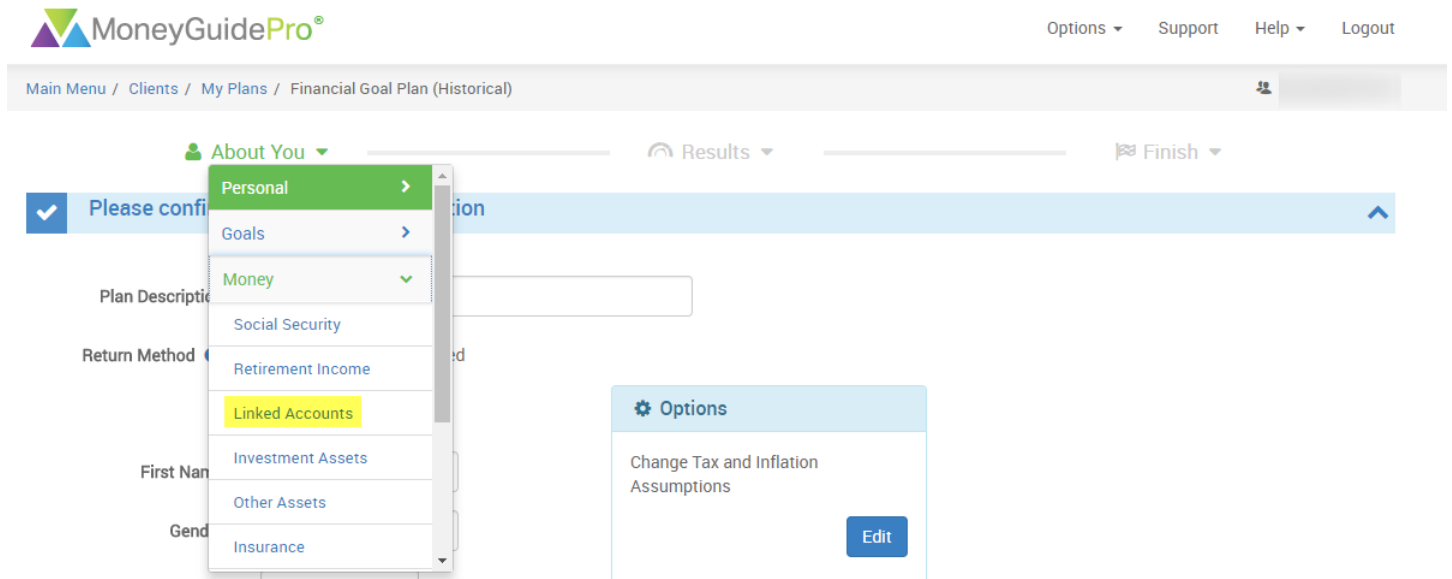 MoneyGuidePro®
Options Support Help Logout
Main Menu / Clients / My Plans / Financial Goal Plan (Historical)
About You Results Finish
Personal
Please confi tion
Goals
Money
Plan Descripti
Social Security
Return Method ed
Retirement Income
Linked Accounts
Options
Investment Assets
Change Tax and Inflation
Assumptions
First Nan
Other Assets
Gend
Edit
Insurance